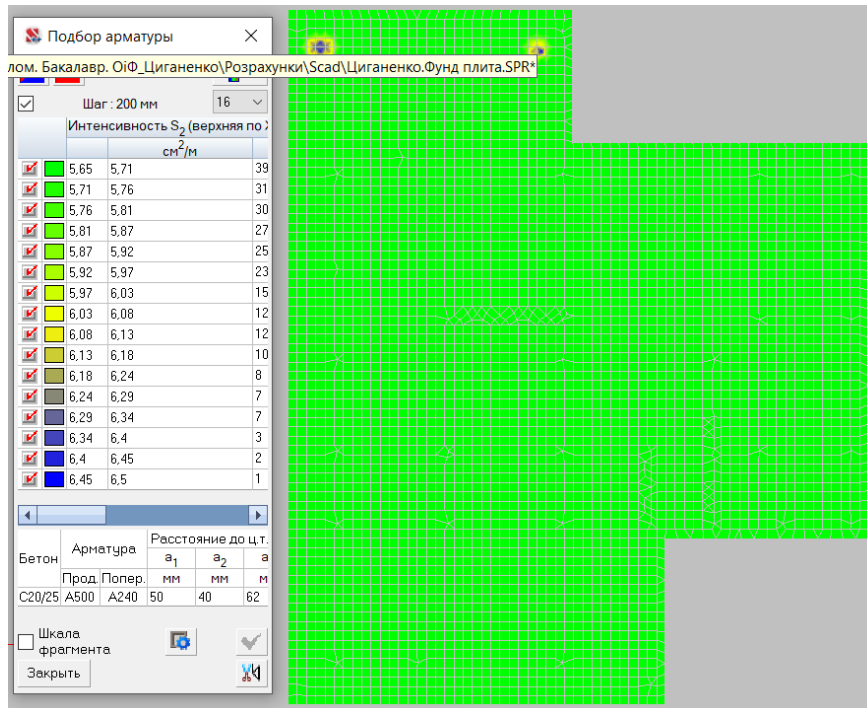 Подбор арматуры
лом. Бакалавр. ОіФ_Циганенко\Розрахунки\Scad\Циганенко.Фунд плита.SPR*
Шаг : 200 мм 16
Интенсивность S2 (верхняя по
см2/м
5,65 5,71 39
5,71 5,76 31
5,76 5,81 30
5,81 5,87 27
5,87 5,92 25
5,92 5,97 23
5,97 6,03 15
6,03 6,08 12
6,08 6,13 12
6,13 6,18 10
6,18 6,24 8
6,24 6,29 7
6,29 6,34 7
6,34 6,4 3
6,4 6,45 2
6,45 6,5 1
Бетон Арматура Расстояние до ц.т.
a1 a2 a
Прод. Попер. мм мм м
C20/25 A500 A240 50 40 62
Шкала
фрагмента
Закрыть